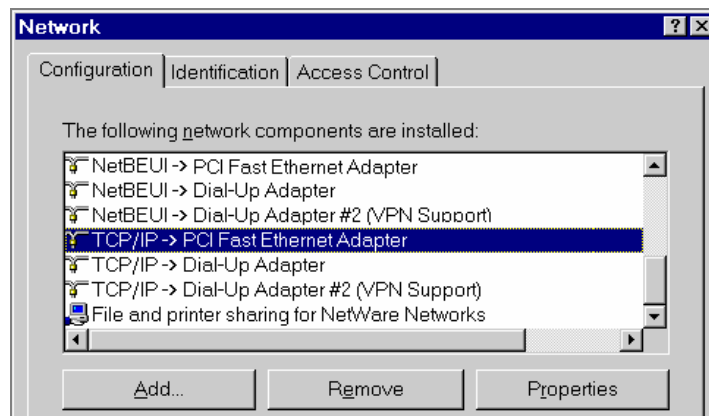 Network
Configuration Identification Access Control
The following network components are installed:
NetBEUI -> PCI Fast Ethernet Adapter
NetBEUI -> Dial-Up Adapter
NetBEUI -> Dial-Up Adapter #2 (VPN Support)
TCP/IP -> PCI Fast Ethernet Adapter
TCP/IP -> Dial-Up Adapter
TCP/IP -> Dial-Up Adapter #2 (VPN Support)
File and printer sharing for NetWare Networks
Add... Remove Properties